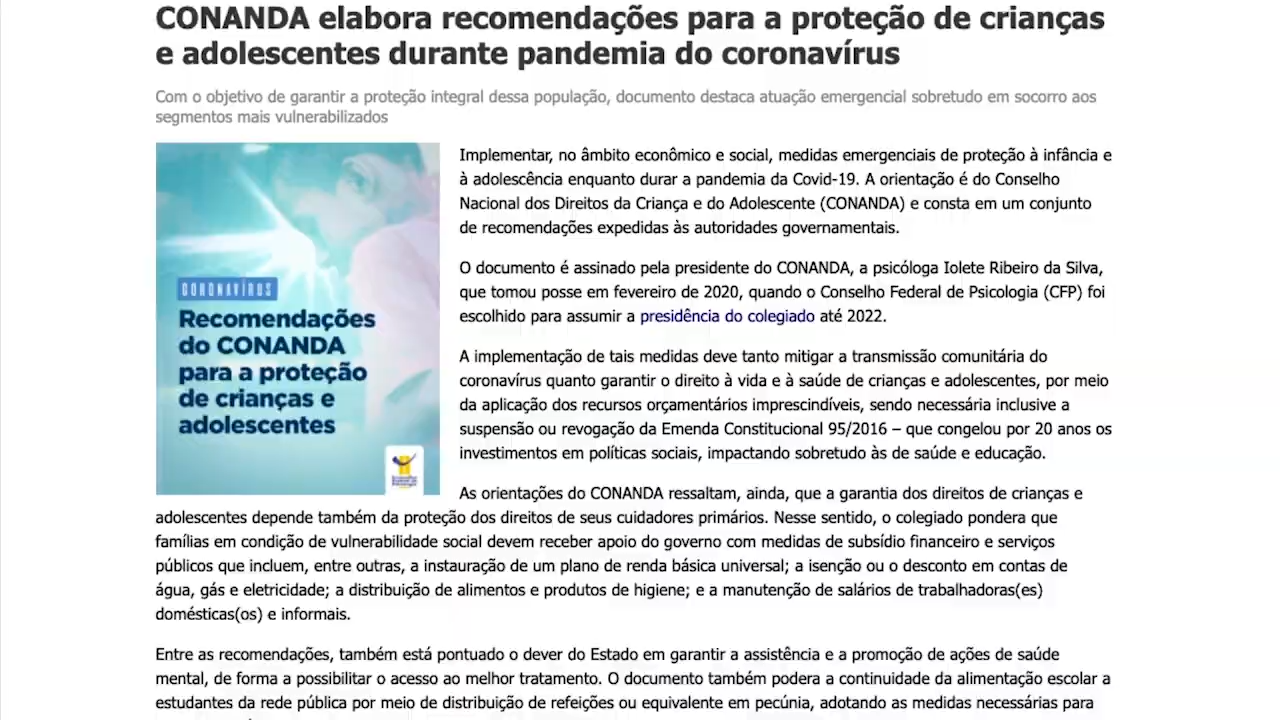 CONANDA elabora recomendações para a proteção de crianças
e adolescentes durante pandemia do coronavírus
Com o objetivo de garantir a proteção integral dessa população, documento destaca atuação emergencial sobretudo em socorro aos
segmentos mais vulnerabilizados
CORONAVÍRUS
Recomendações
do CONANDA
para a proteção
de crianças e
adolescentes
Implementar, no âmbito econômico e social, medidas emergenciais de proteção à infância e
à adolescência enquanto durar a pandemia da Covid-19. A orientação é do Conselho
Nacional dos Direitos da Criança e do Adolescente (CONANDA) e consta em um conjunto
de recomendações expedidas às autoridades governamentais.
O documento é assinado pela presidente do CONANDA, a psicóloga Iolete Ribeiro da Silva,
que tomou posse em fevereiro de 2020, quando o Conselho Federal de Psicologia (CFP) foi
escolhido para assumir a presidência do colegiado até 2022.
A implementação de tais medidas deve tanto mitigar a transmissão comunitária do
coronavírus quanto garantir o direito à vida e à saúde de crianças e adolescentes, por meio
da aplicação dos recursos orçamentários imprescindíveis, sendo necessária inclusive a
suspensão ou revogação da Emenda Constitucional 95/2016 – que congelou por 20 anos os
investimentos em políticas sociais, impactando sobretudo às de saúde e educação.
As orientações do CONANDA ressaltam, ainda, que a garantia dos direitos de crianças e
adolescentes depende também da proteção dos direitos de seus cuidadores primários. Nesse sentido, o colegiado pondera que
famílias em condição de vulnerabilidade social devem receber apoio do governo com medidas de subsídio financeiro e serviços
públicos que incluem, entre outras, a instauração de um plano de renda básica universal; a isenção ou o desconto em contas de
água, gás e eletricidade; a distribuição de alimentos e produtos de higiene; e a manutenção de salários de trabalhadoras(es)
domésticas(os) e informais.
Entre as recomendações, também está pontuado o dever do Estado em garantir a assistência e a promoção de ações de saúde
mental, de forma a possibilitar o acesso ao melhor tratamento. O documento também podera a continuidade da alimentação escolar a
estudantes da rede pública por meio de distribuição de refeições ou equivalente em pecúnia, adotando as medidas necessárias para